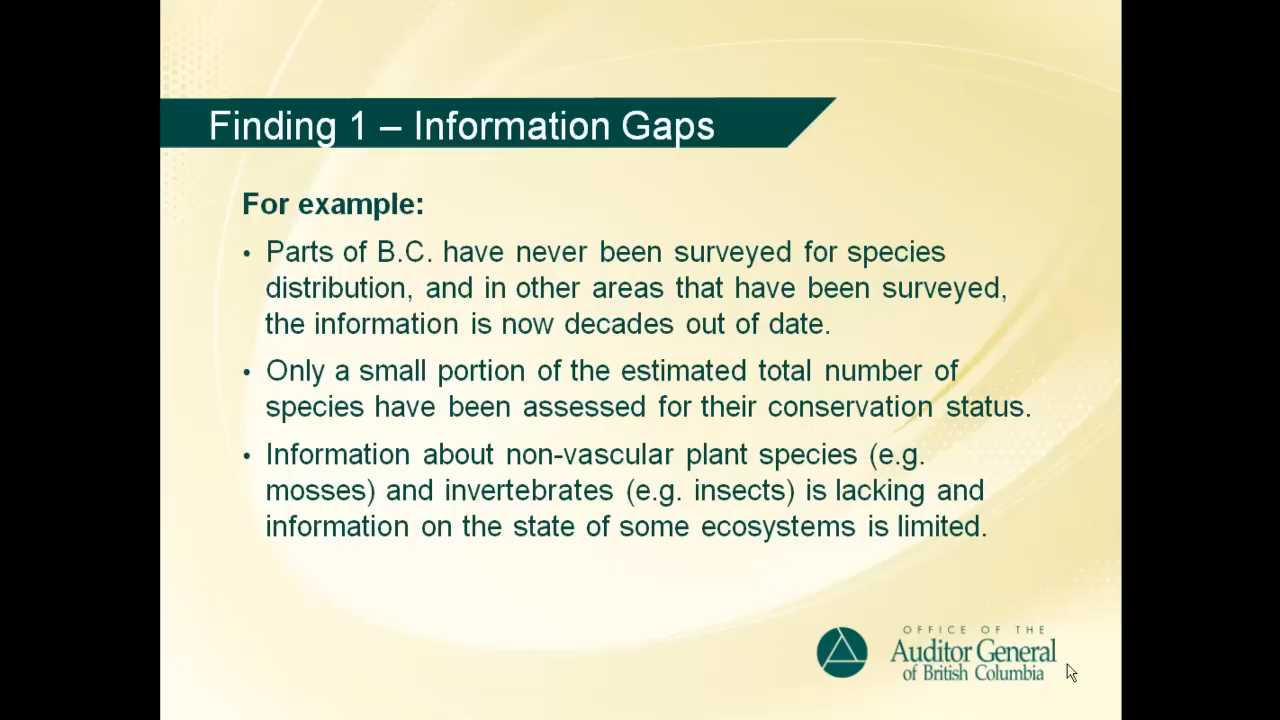 Finding 1 – Information Gaps
For example:
• Parts of B.C. have never been surveyed for species
distribution, and in other areas that have been surveyed,
the information is now decades out of date.
• Only a small portion of the estimated total number of
species have been assessed for their conservation status.
• Information about non-vascular plant species (e.g.
mosses) and invertebrates (e.g. insects) is lacking and
information on the state of some ecosystems is limited.
OFFICE OF THE
Auditor General
of British Columbia